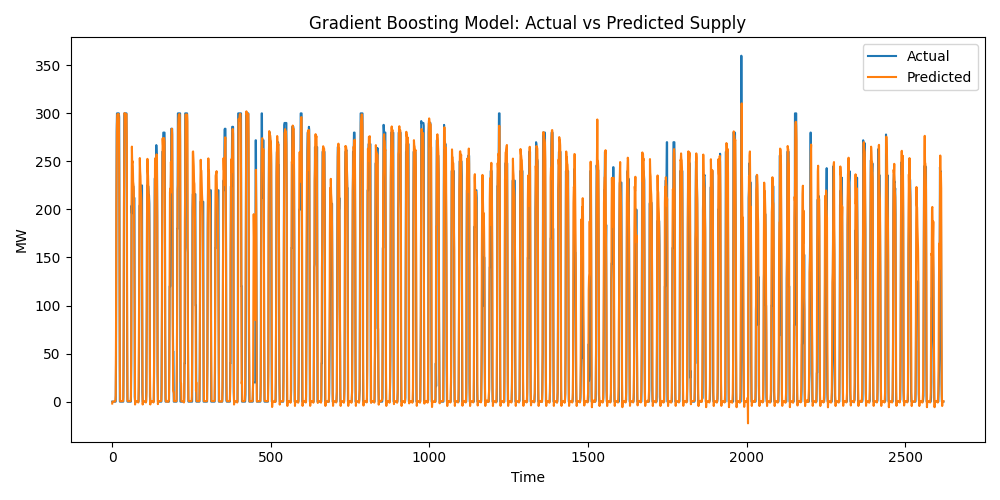 Gradient Boosting Model: Actual vs Predicted Supply
Actual
Predicted
MW
350
300
250
200
150
100
50
0
0 500 1000 1500 2000 2500
Time